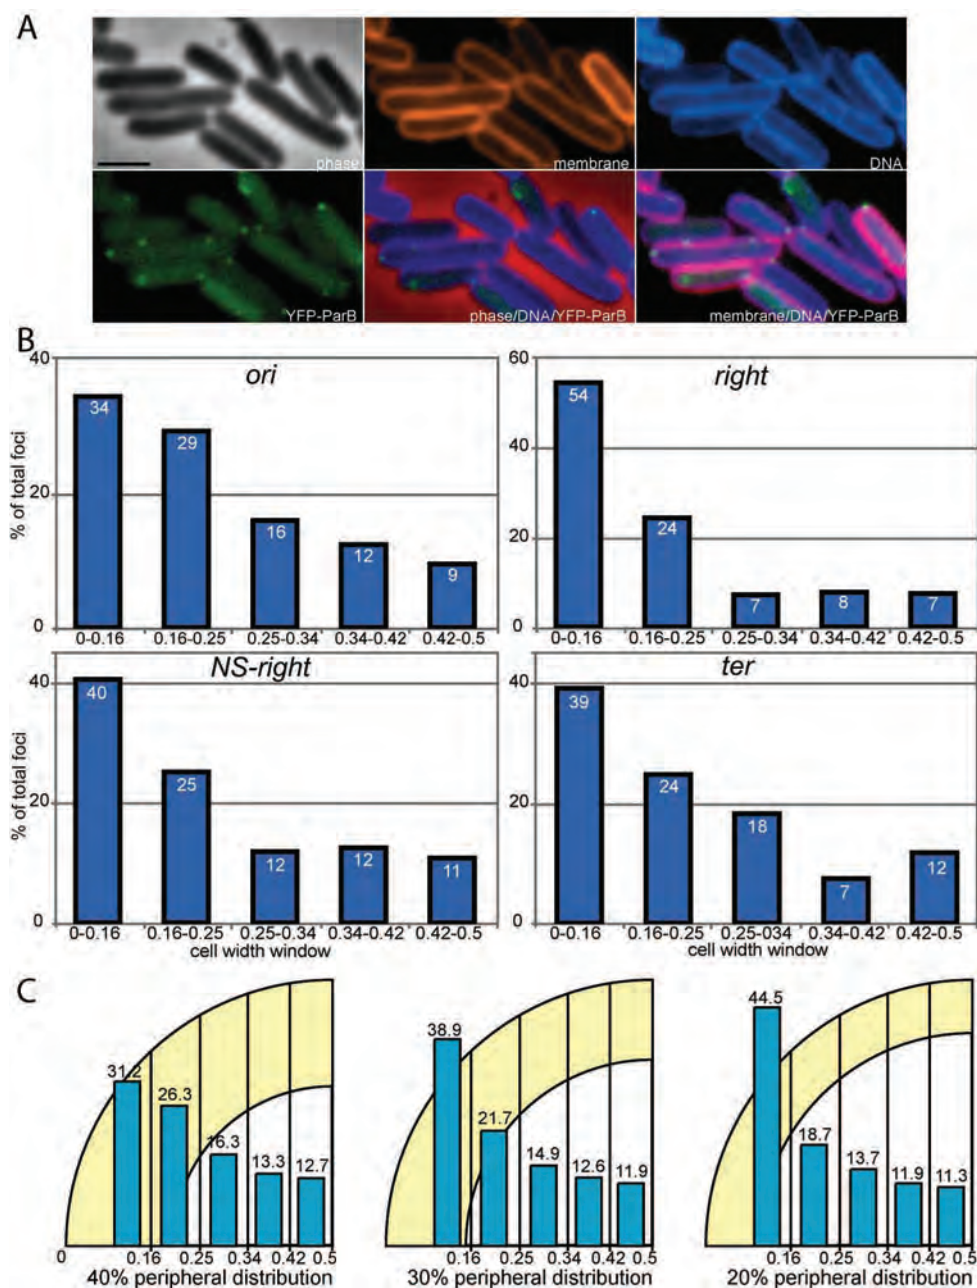 A
phase
membrane
DNA
YFP-ParB
phase/DNA/YFP-ParB
membrane/DNA/YFP-ParB
B
ori
% of total foci
40
20
0
34
29
16
12
9
0-0.16 0.16-0.25 0.25-0.34 0.34-0.42 0.42-0.5
right
60
40
20
0
54
24
7
8
7
0-0.16 0.16-0.25 0.25-0.34 0.34-0.42 0.42-0.5
NS-right
% of total foci
40
20
0
40
25
12
12
11
0-0.16 0.16-0.25 0.25-0.34 0.34-0.42 0.42-0.5
cell width window
ter
40
20
0
39
24
18
7
12
0-0.16 0.16-0.25 0.25-034 0.34-0.42 0.42-0.5
cell width window
C
31.2
26.3
16.3
13.3
12.7
0 0.16 0.25 0.34 0.42 0.5
40% peripheral distribution
38.9
21.7
14.9
12.6
11.9
0.16 0.25 0.34 0.42 0.5
30% peripheral distribution
44.5
18.7
13.7
11.9
11.3
0 0.16 0.25 0.34 0.42 0.5
20% peripheral distribution